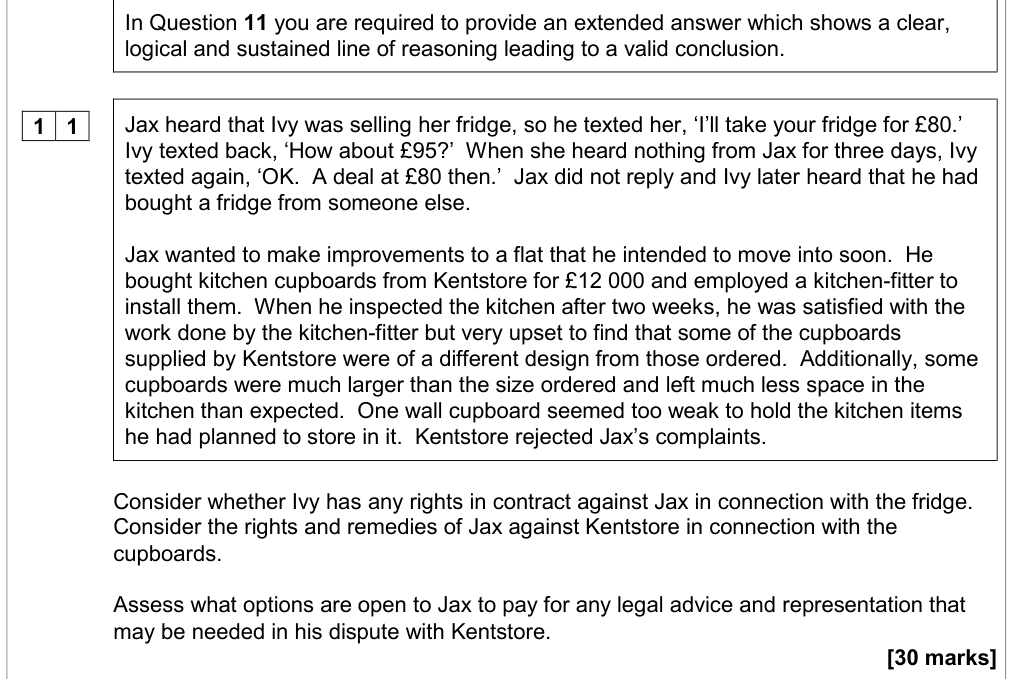 In Question 11 you are required to provide an extended answer which shows a clear,
logical and sustained line of reasoning leading to a valid conclusion.
1 1
Jax heard that Ivy was selling her fridge, so he texted her, ‘I’ll take your fridge for £80.’
Ivy texted back, ‘How about £95?’ When she heard nothing from Jax for three days, Ivy
texted again, ‘OK. A deal at £80 then.’ Jax did not reply and Ivy later heard that he had
bought a fridge from someone else.
Jax wanted to make improvements to a flat that he intended to move into soon. He
bought kitchen cupboards from Kentstore for £12 000 and employed a kitchen-fitter to
install them. When he inspected the kitchen after two weeks, he was satisfied with the
work done by the kitchen-fitter but very upset to find that some of the cupboards
supplied by Kentstore were of a different design from those ordered. Additionally, some
cupboards were much larger than the size ordered and left much less space in the
kitchen than expected. One wall cupboard seemed too weak to hold the kitchen items
he had planned to store in it. Kentstore rejected Jax’s complaints.
Consider whether Ivy has any rights in contract against Jax in connection with the fridge.
Consider the rights and remedies of Jax against Kentstore in connection with the
cupboards.
Assess what options are open to Jax to pay for any legal advice and representation that
may be needed in his dispute with Kentstore.
[30 marks]